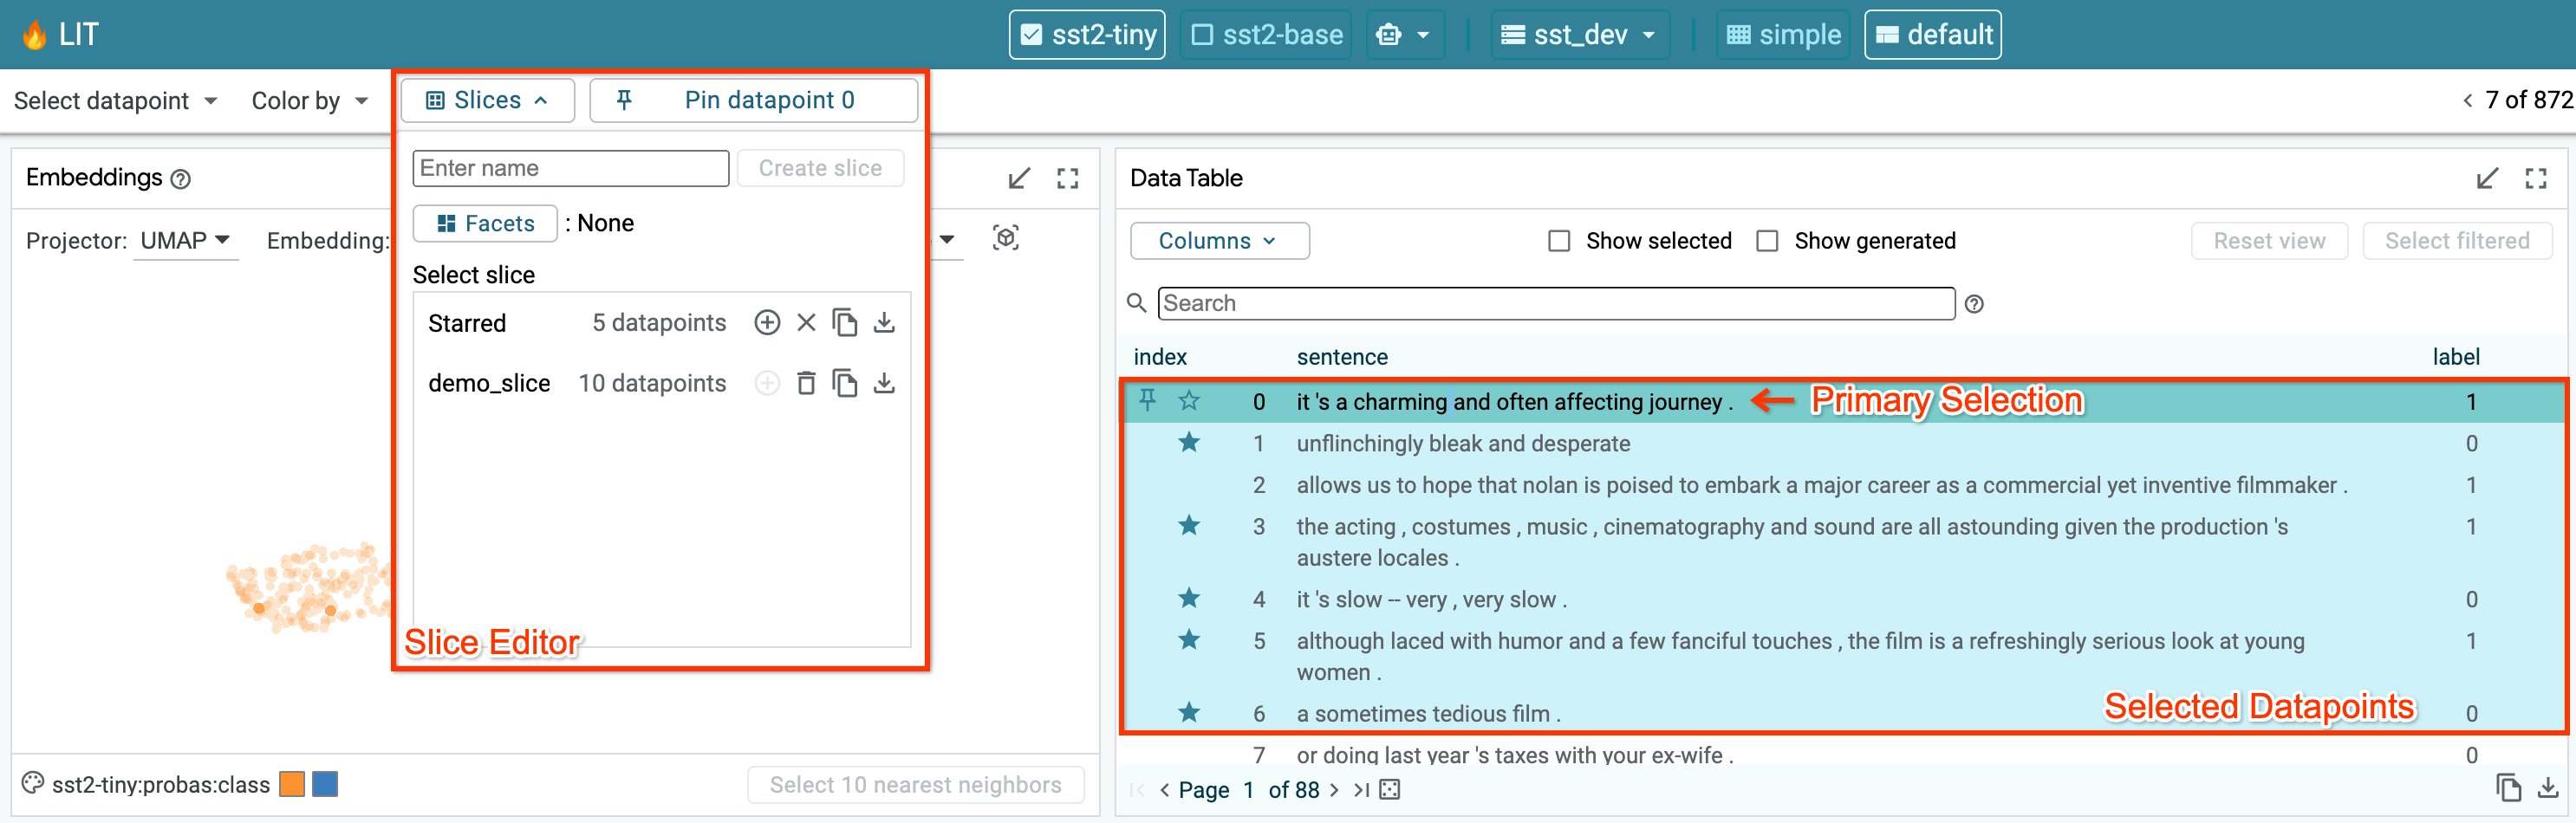 LIT
sst2-tiny
sst2-base
sst_dev
simple
default
Select datapoint
Color by
Slices
Pin datapoint 0
7 of 872
Enter name
Create slice
Facets : None
Select slice
Starred 5 datapoints
demo_slice 10 datapoints
Slice Editor
Embeddings
Projector: UMAP Embedding:
sst2-tiny:probas:class
Select 10 nearest neighbors
Data Table
Columns
Show selected
Show generated
Reset view
Select filtered
Search
index sentence label
0 it 's a charming and often affecting journey . Primary Selection 1
1 unflinchingly bleak and desperate 0
2 allows us to hope that nolan is poised to embark a major career as a commercial yet inventive filmmaker . 1
3 the acting , costumes , music , cinematography and sound are all astounding given the production 's 1
austere locales .
4 it 's slow -- very , very slow . 0
5 although laced with humor and a few fanciful touches , the film is a refreshingly serious look at young 1
women .
Selected Datapoints
6 a sometimes tedious film . 0
7 or doing last year 's taxes with your ex-wife . 0
Page 1 of 88